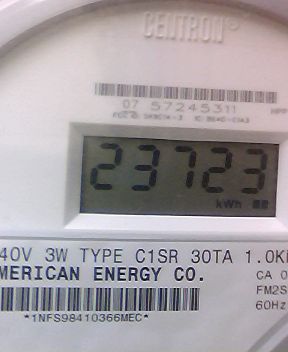 CENTRON®
07 57245311
23723
kWh
40V 3W TYPE C1SR 30TA 1.0K
MERICAN ENERGY CO.
CA 0
FM2S
60Hz
*1NFS98410366MEC*